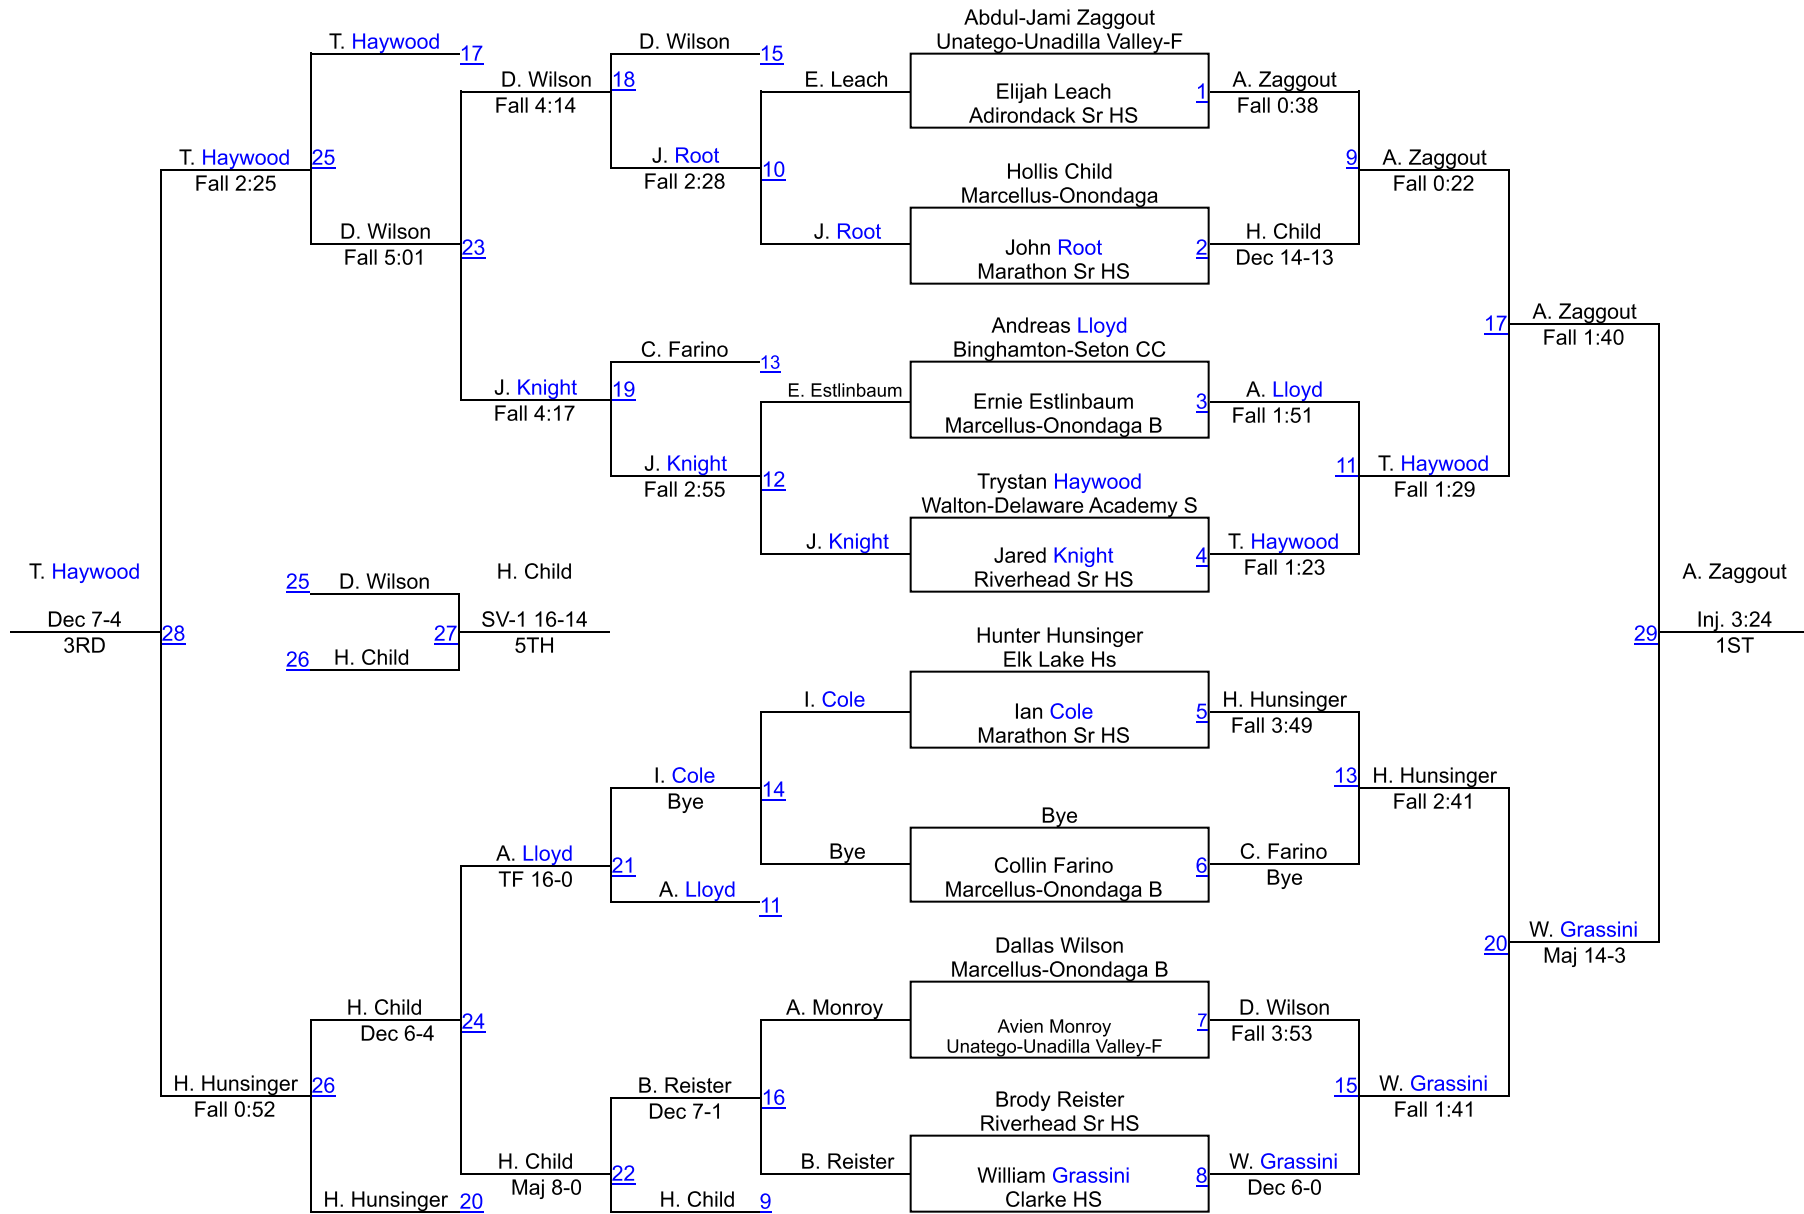 Abdul-Jami Zaggout
Unatego-Unadilla Valley-F
T. Haywood
17
D. Wilson
15
D. Wilson
18
Fall 4:14
E. Leach
Elijah Leach
1
Adirondack Sr HS
A. Zaggout
Fall 0:38
T. Haywood
25
Fall 2:25
J. Root
10
Fall 2:28
Hollis Child
Marcellus-Onondaga
9
A. Zaggout
Fall 0:22
D. Wilson
23
Fall 5:01
J. Root
John Root
2
Marathon Sr HS
H. Child
Dec 14-13
Andreas Lloyd
Binghamton-Seton CC
17
A. Zaggout
Fall 1:40
C. Farino
13
J. Knight
19
Fall 4:17
E. Estlinbaum
Ernie Estlinbaum
3
Marcellus-Onondaga B
A. Lloyd
Fall 1:51
J. Knight
12
Fall 2:55
Trystan Haywood
Walton-Delaware Academy S
11
T. Haywood
Fall 1:29
J. Knight
Jared Knight
4
Riverhead Sr HS
T. Haywood
Fall 1:23
T. Haywood
Dec 7-4
3RD
28
25
D. Wilson
27
26
H. Child
H. Child
SV-1 16-14
5TH
A. Zaggout
29
Inj. 3:24
1ST
Hunter Hunsinger
Elk Lake Hs
I. Cole
Ian Cole
5
Marathon Sr HS
H. Hunsinger
Fall 3:49
I. Cole
14
Bye
13
H. Hunsinger
Fall 2:41
Bye
A. Lloyd
21
TF 16-0
Bye
Collin Farino
6
Marcellus-Onondaga B
C. Farino
Bye
A. Lloyd
11
Dallas Wilson
Marcellus-Onondaga B
20
W. Grassini
Maj 14-3
H. Child
24
Dec 6-4
A. Monroy
Avien Monroy
7
Unatego-Unadilla Valley-F
D. Wilson
Fall 3:53
H. Hunsinger
26
Fall 0:52
B. Reister
16
Dec 7-1
Brody Reister
Riverhead Sr HS
15
W. Grassini
Fall 1:41
H. Child
22
Maj 8-0
B. Reister
William Grassini
8
Clarke HS
W. Grassini
Dec 6-0
H. Hunsinger
20
H. Child
9